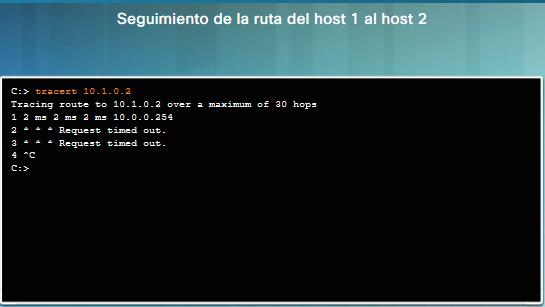 Seguimiento de la ruta del host 1 al host 2
C:> tracert 10.1.0.2
Tracing route to 10.1.0.2 over a maximum of 30 hops
1 2 ms 2 ms 2 ms 10.0.0.254
2 * * * Request timed out.
3 * * * Request timed out.
4 ^C
C:>